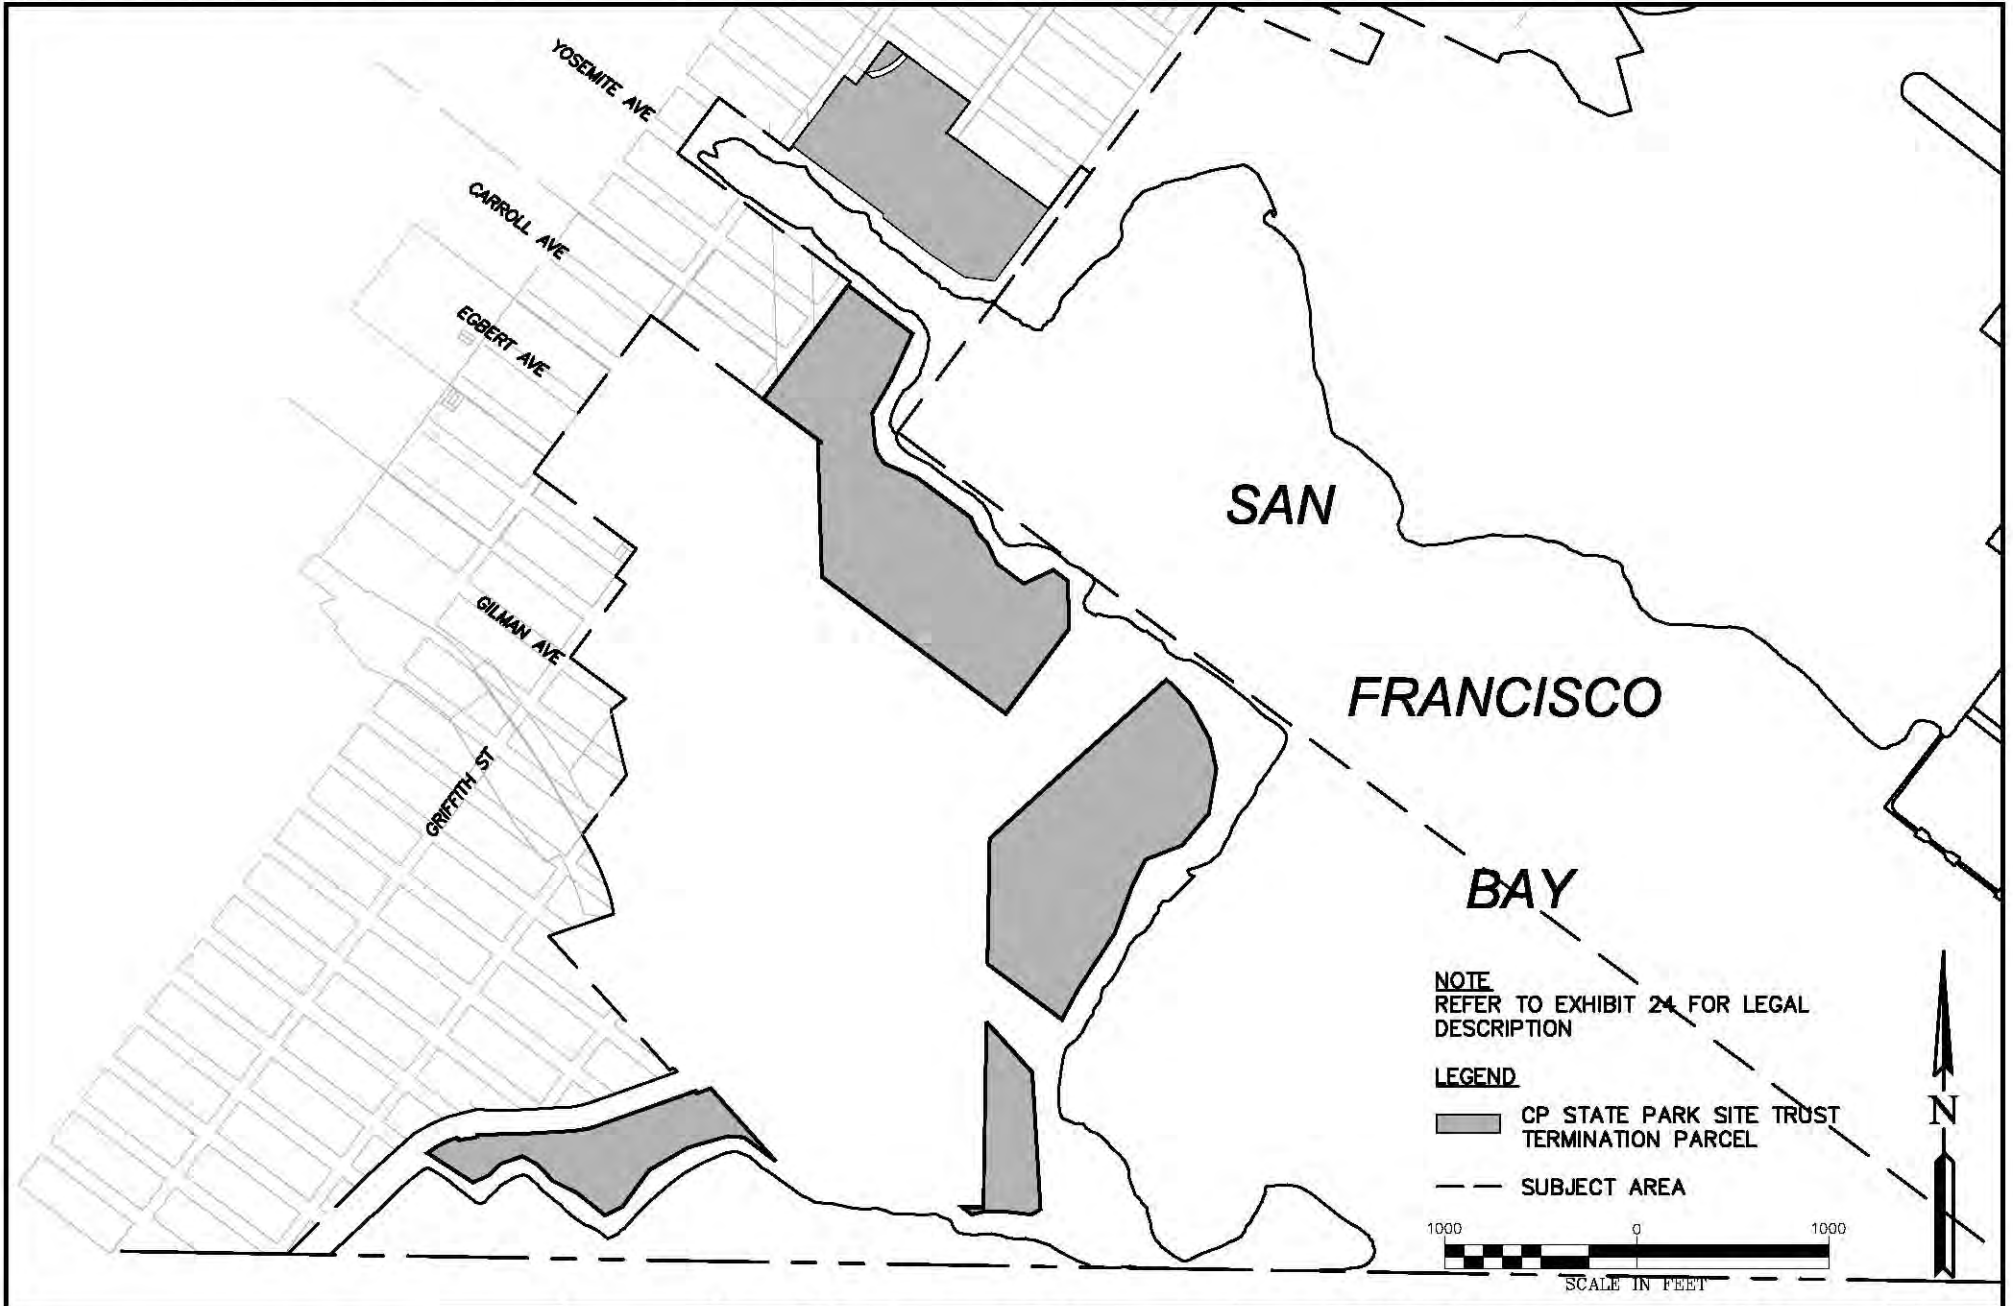 YOSEMITE AVE
CARROLL AVE
EGBERT AVE
GILMAN AVE
GRIFFITH ST
SAN
FRANCISCO
BAY
NOTE
REFER TO EXHIBIT 24 FOR LEGAL
DESCRIPTION
LEGEND
CP STATE PARK SITE TRUST
TERMINATION PARCEL
SUBJECT AREA
N
1000 0 1000
SCALE IN FEET